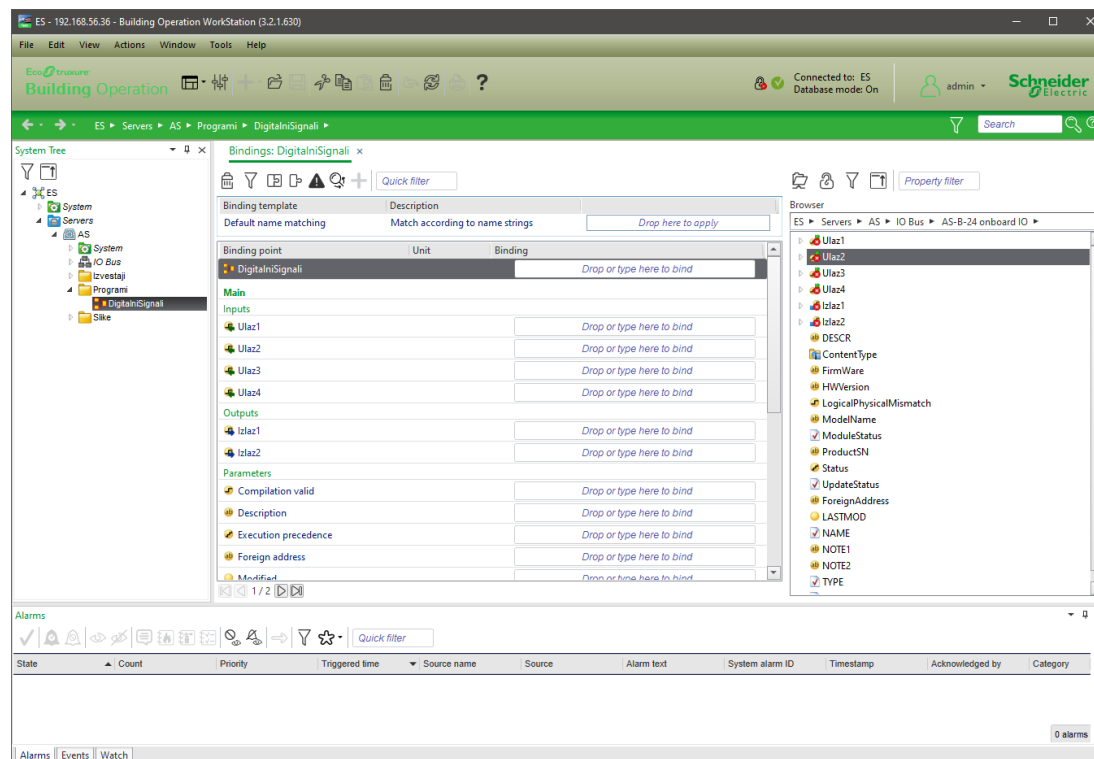 ES - 192.168.56.36 - Building Operation WorkStation (3.2.1.630)
File Edit View Actions Window Tools Help
EcoStruxure
Building Operation
Connected to: ES
Database mode: On
admin
Schneider
Electric
ES Servers AS Programi DigitalniSignali
Search
System Tree
ES
System
Servers
AS
System
IO Bus
Izvestaji
Programi
DigitalniSignali
Slike
Bindings: DigitalniSignali
Quick filter
Binding template Description
Default name matching Match according to name strings Drop here to apply
Binding point Unit Binding
DigitalniSignali Drop or type here to bind
Main
Inputs
Ulaz1 Drop or type here to bind
Ulaz2 Drop or type here to bind
Ulaz3 Drop or type here to bind
Ulaz4 Drop or type here to bind
Outputs
Izlaz1 Drop or type here to bind
Izlaz2 Drop or type here to bind
Parameters
Compilation valid Drop or type here to bind
Description Drop or type here to bind
Execution precedence Drop or type here to bind
Foreign address Drop or type here to bind
Modified Drop or type here to bind
1 / 2
Property filter
Browser
ES Servers AS IO Bus AS-B-24 onboard IO
Ulaz1
Ulaz2
Ulaz3
Ulaz4
Izlaz1
Izlaz2
DESCR
ContentType
FirmWare
HWVersion
LogicalPhysicalMismatch
ModelName
ModuleStatus
ProductSN
Status
UpdateStatus
ForeignAddress
LASTMOD
NAME
NOTE1
NOTE2
TYPE
Alarms
Quick filter
State Count Priority Triggered time Source name Source Alarm text System alarm ID Timestamp Acknowledged by Category
0 alarms
Alarms Events Watch